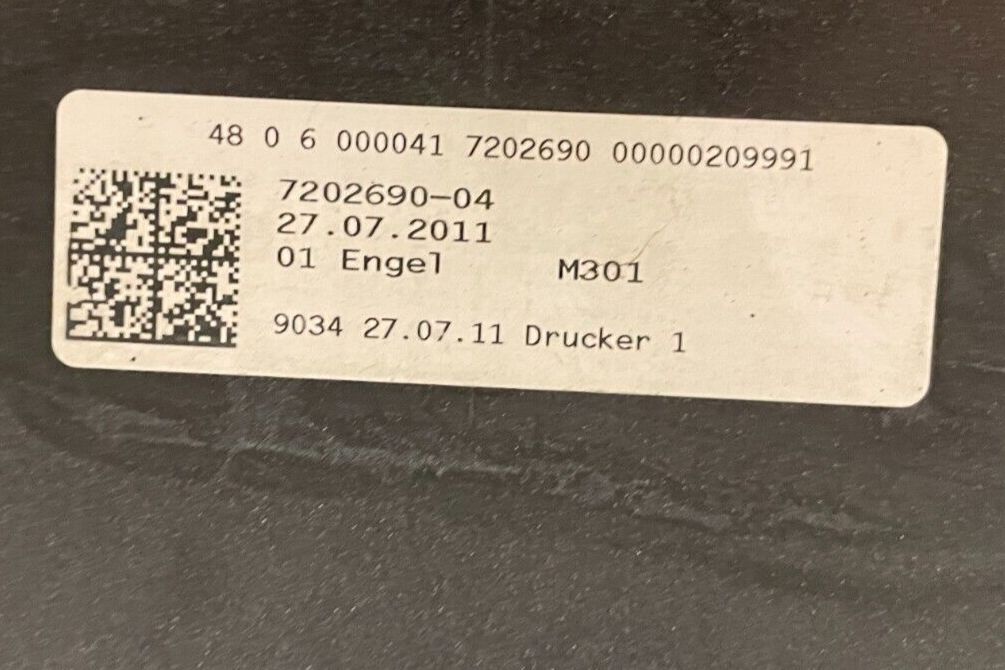 48 0 6 000041 7202690 00000209991
7202690-04
27.07.2011
01 Engel M301
9034 27.07.11 Drucker 1